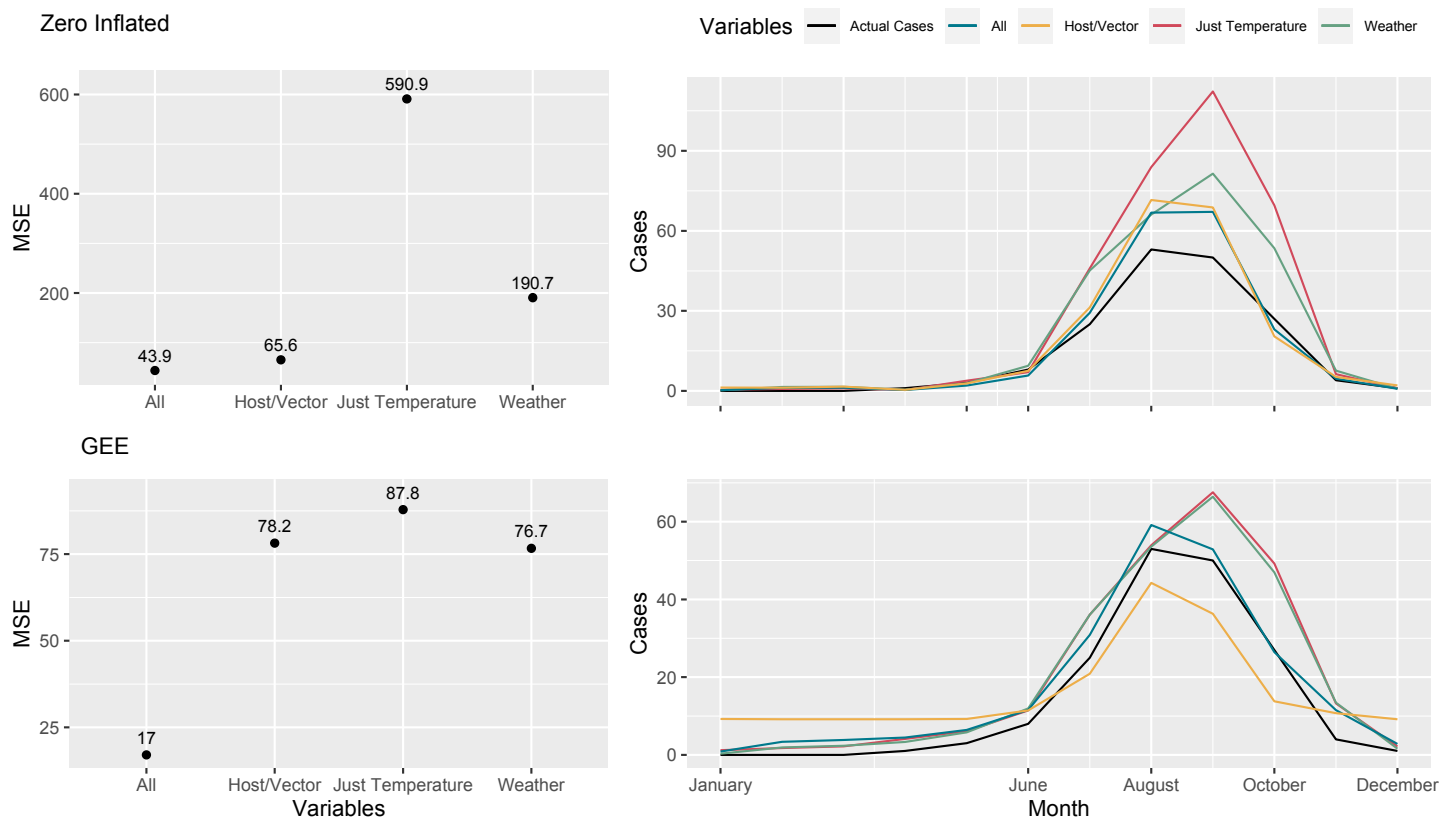 Zero Inflated
Variables Actual Cases All Host/Vector Just Temperature Weather
MSE
600
400
200
43.9
65.6
590.9
190.7
All Host/Vector Just Temperature Weather
Cases
90
60
30
0
GEE
MSE
75
50
25
17
78.2
87.8
76.7
All Host/Vector Just Temperature Weather
Variables
Cases
60
40
20
0
January June August October December
Month